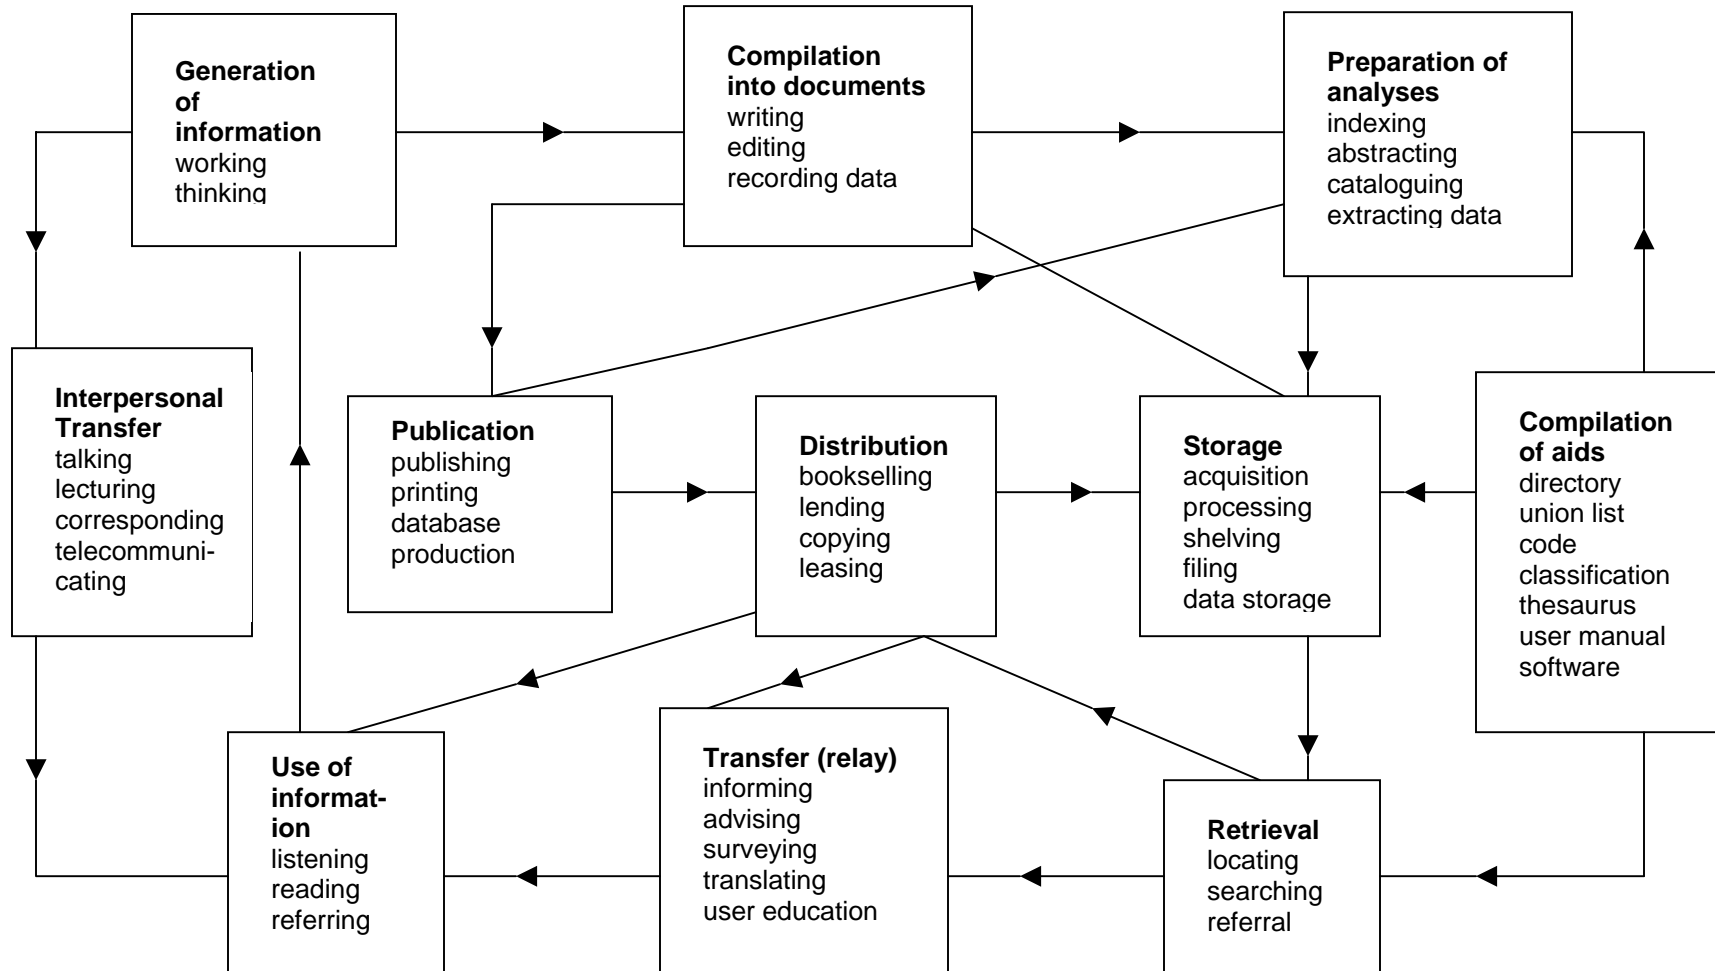 Generation
of
information
working
thinking
Compilation
into documents
writing
editing
recording data
Preparation of
analyses
indexing
abstracting
cataloguing
extracting data
Interpersonal
Transfer
talking
lecturing
corresponding
telecommuni-
cating
Publication
publishing
printing
database
production
Distribution
bookselling
lending
copying
leasing
Storage
acquisition
processing
shelving
filing
data storage
Compilation
of aids
directory
union list
code
classification
thesaurus
user manual
software
Use of
informat-
ion
listening
reading
referring
Transfer (relay)
informing
advising
surveying
translating
user education
Retrieval
locating
searching
referral